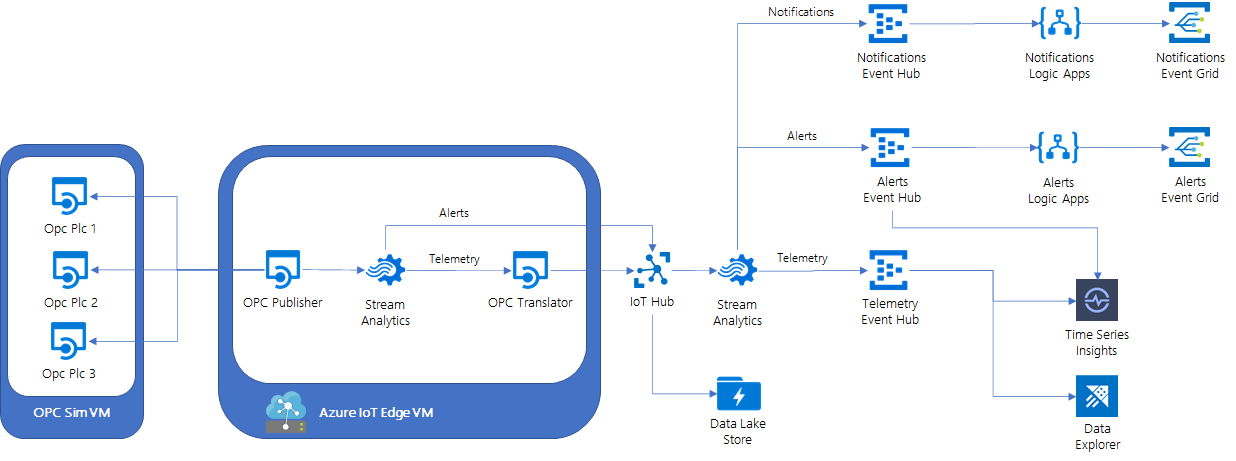 Notifications
Notifications
Event Hub
Notifications
Logic Apps
Notifications
Event Grid
Alerts
Alerts
Event Hub
Alerts
Logic Apps
Alerts
Event Grid
Opc Plc 1
Opc Plc 2
Opc Plc 3
OPC Sim VM
Alerts
Telemetry
OPC Publisher
Stream
Analytics
OPC Translator
Azure IoT Edge VM
IoT Hub
Stream
Analytics
Telemetry
Telemetry
Event Hub
Time Series
Insights
Data Lake
Store
Data
Explorer